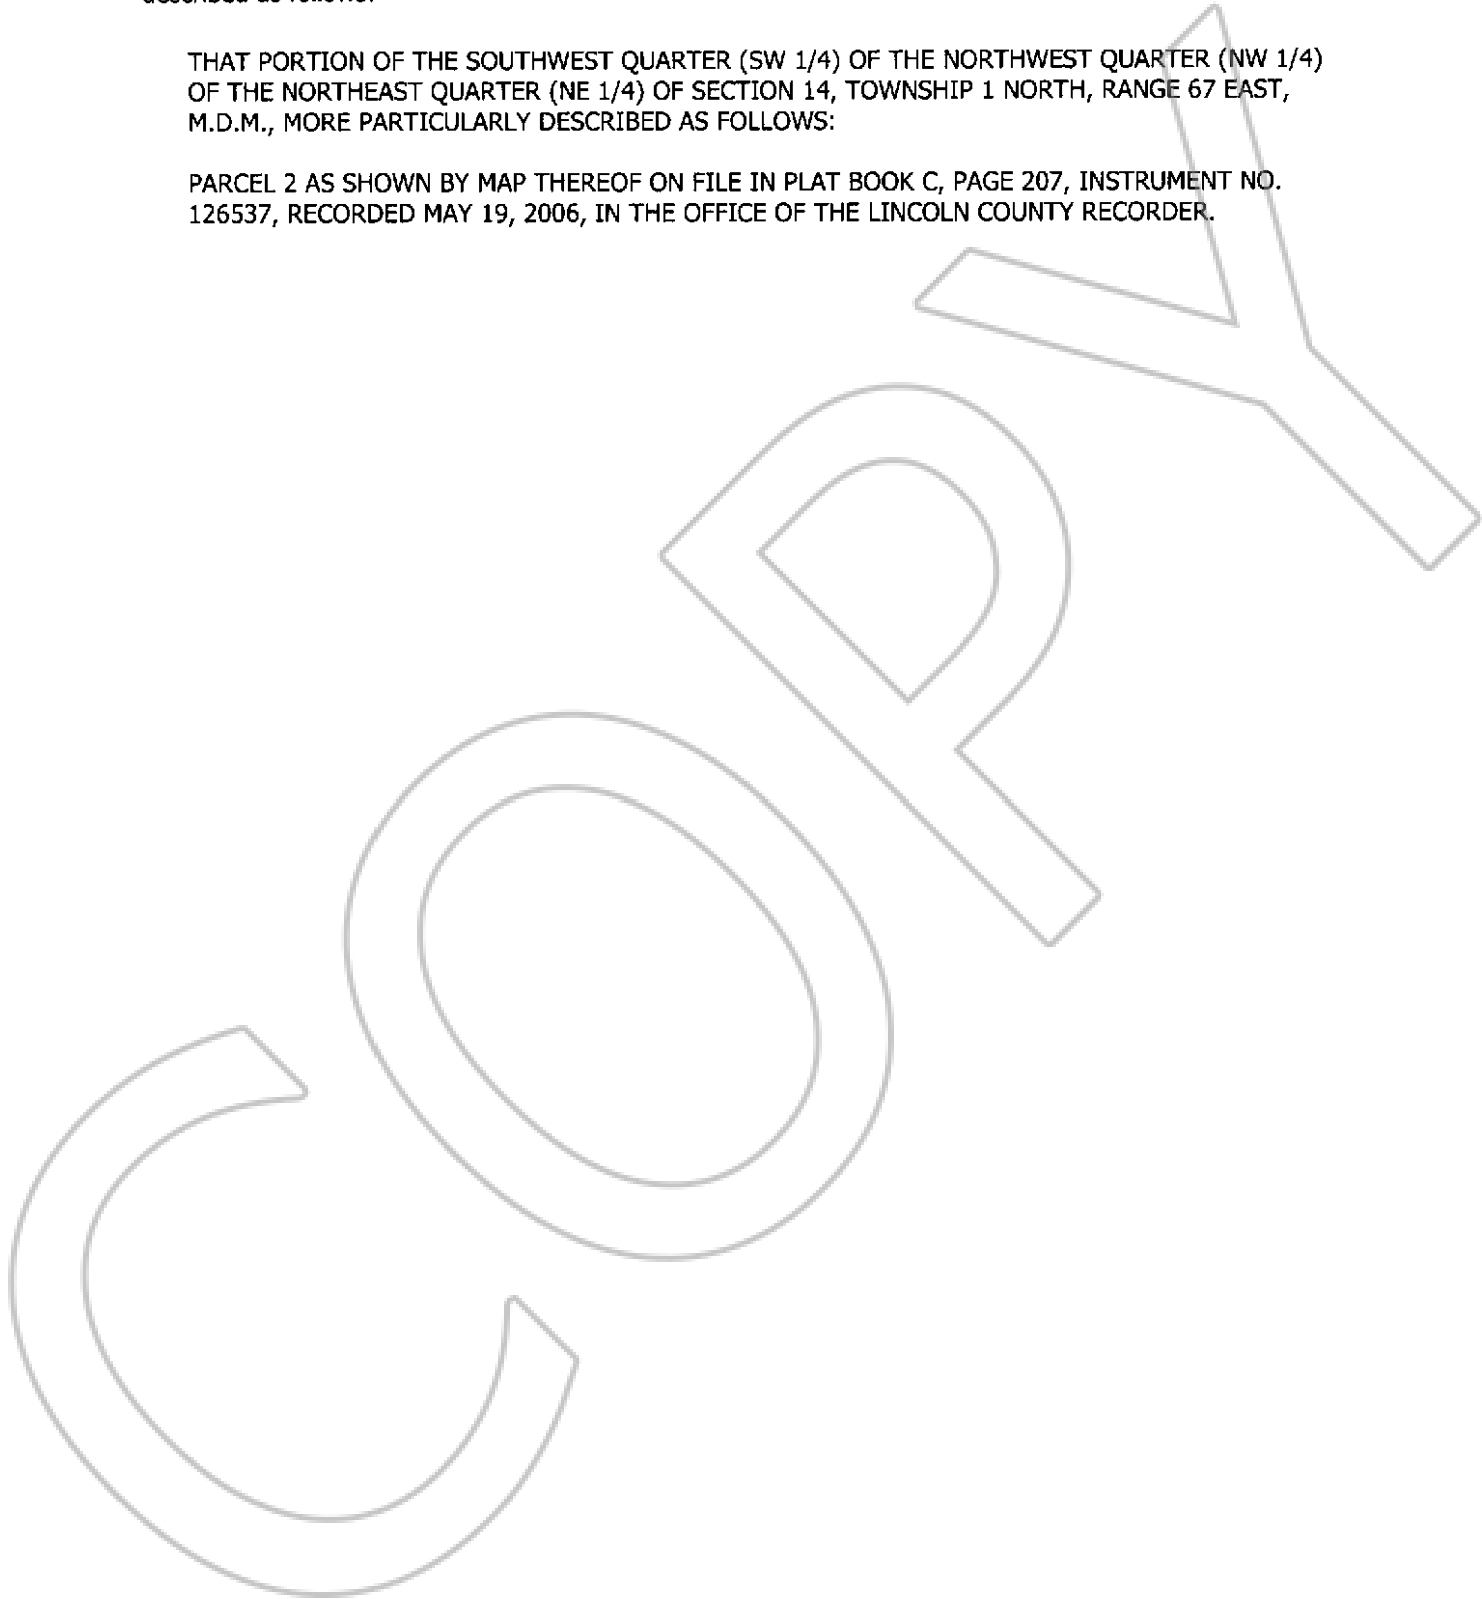 described as follows:
THAT PORTION OF THE SOUTHWEST QUARTER (SW 1/4) OF THE NORTHWEST QUARTER (NW 1/4)
OF THE NORTHEAST QUARTER (NE 1/4) OF SECTION 14, TOWNSHIP 1 NORTH, RANGE 67 EAST,
M.D.M., MORE PARTICULARLY DESCRIBED AS FOLLOWS:
PARCEL 2 AS SHOWN BY MAP THEREOF ON FILE IN PLAT BOOK C, PAGE 207, INSTRUMENT NO.
126537, RECORDED MAY 19, 2006, IN THE OFFICE OF THE LINCOLN COUNTY RECORDER.
COPY